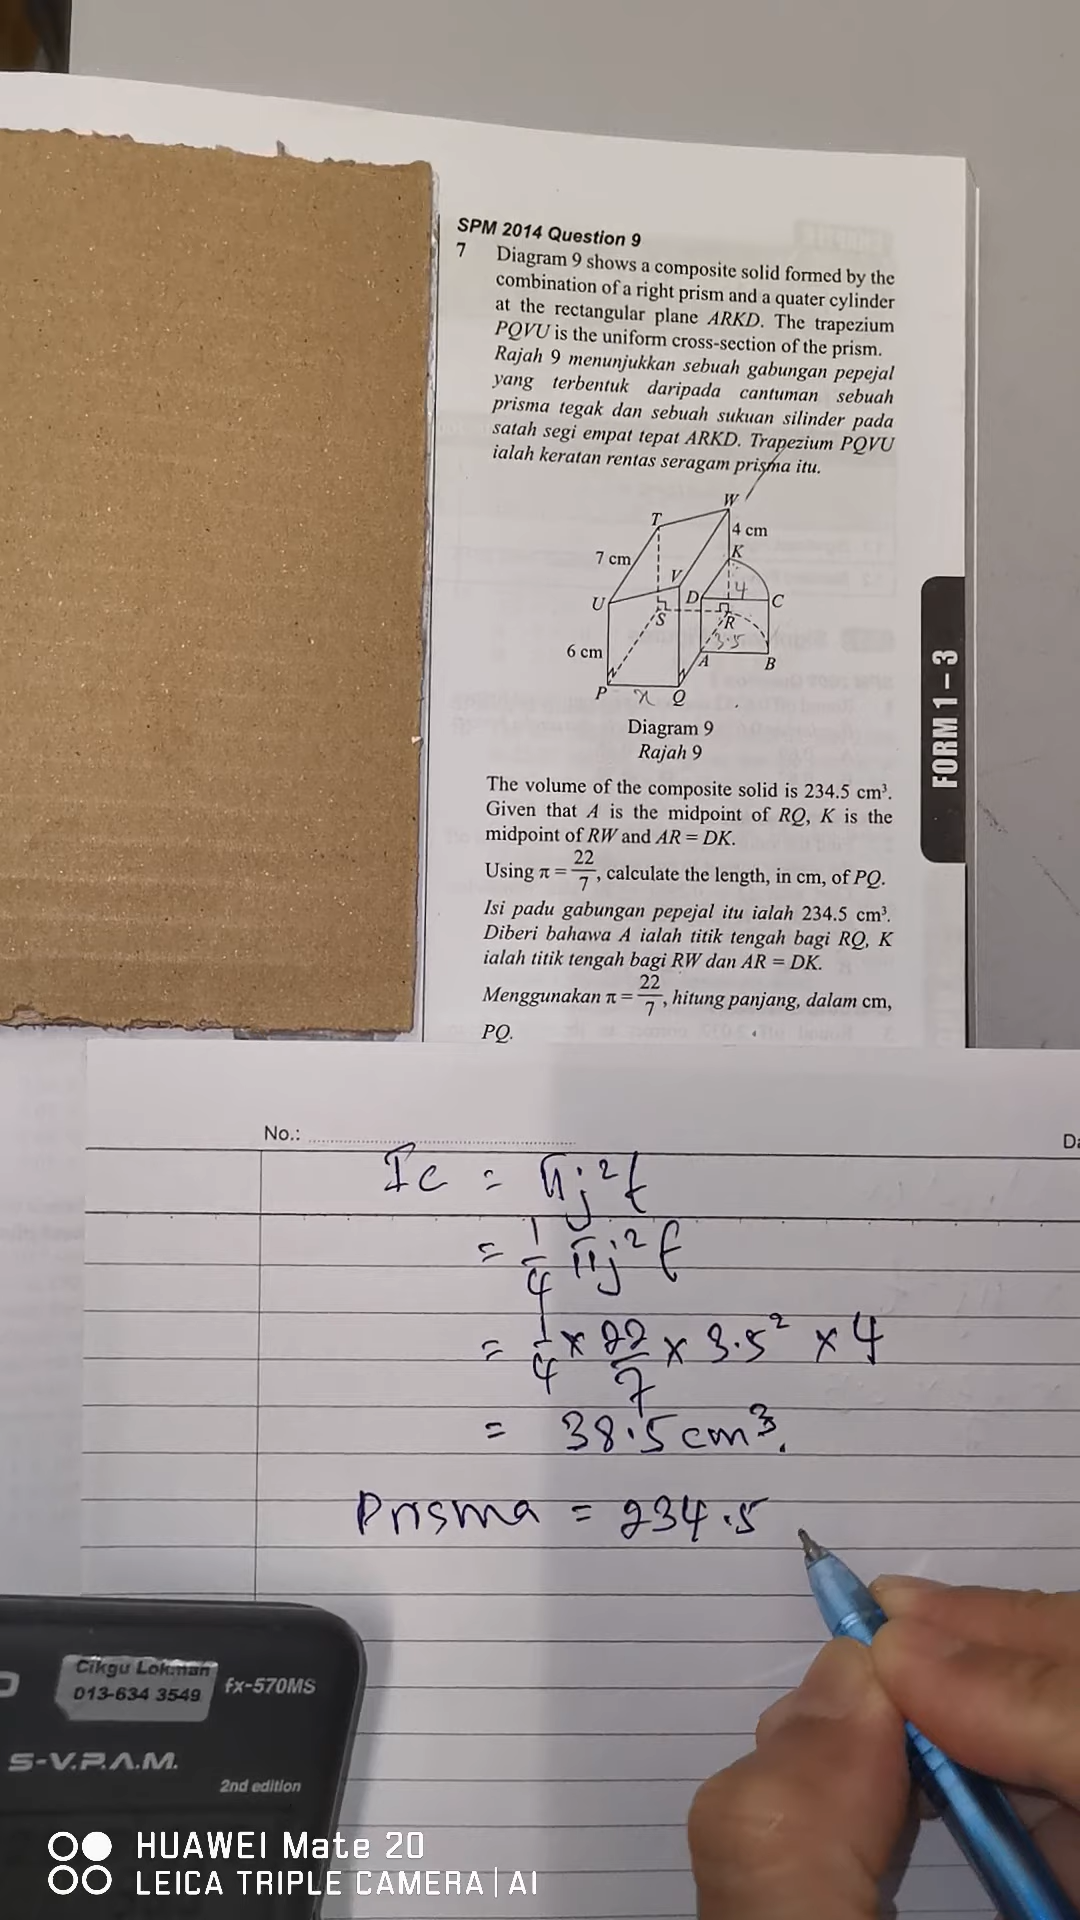 SPM 2014 Question 9
7 Diagram 9 shows a composite solid formed by the
combination of a right prism and a quater cylinder
at the rectangular plane ARKD. The trapezium
PQVU is the uniform cross-section of the prism.
Rajah 9 menunjukkan sebuah gabungan pepejal
yang terbentuk daripada cantuman sebuah
prisma tegak dan sebuah sukuan silinder pada
satah segi empat tepat ARKD. Trapezium PQVU
ialah keratan rentas seragam prisma itu.
W
T
4 cm
K
7 cm
V
D 4
U
C
S
R
3.5
6 cm
A
B
P x Q
Diagram 9
Rajah 9
The volume of the composite solid is 234.5 cm³.
Given that A is the midpoint of RQ, K is the
midpoint of RW and AR = DK.
Using π = 22/7, calculate the length, in cm, of PQ.
Isi padu gabungan pepejal itu ialah 234.5 cm³.
Diberi bahawa A ialah titik tengah bagi RQ, K
ialah titik tengah bagi RW dan AR = DK.
Menggunakan π = 22/7, hitung panjang, dalam cm,
PQ.
FORM 1 – 3
No.:
Ic = πj²t
= 1/4 πj²t
= 1/4 × 22/7 × 3.5² × 4
= 38.5 cm³.
Prisma = 234.5
Cikgu Lokman
013-634 3549
fx-570MS
S-V.P.A.M.
2nd edition
HUAWEI Mate 20
LEICA TRIPLE CAMERA | AI